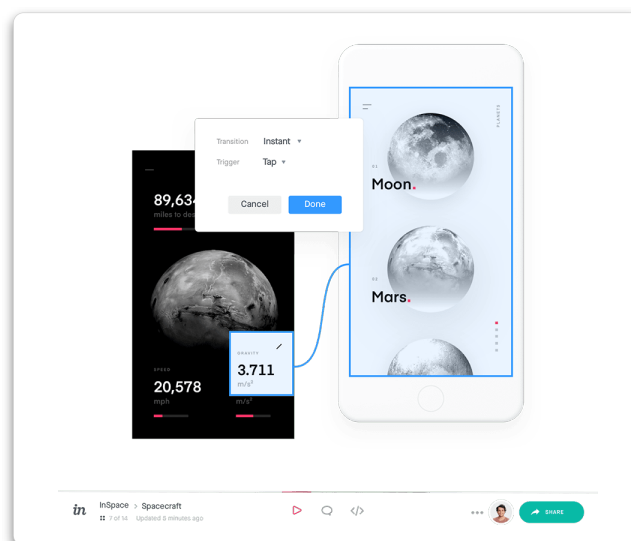 PLANETS
Transition Instant
Trigger Tap
Cancel Done
01
Moon.
89,634
miles to des
02
Mars.
GRAVITY
3.711
m/s²
SPEED
20,578
mph
m/s²
in
InSpace > Spacecraft
7 of 14 Updated 8 minutes ago
</>
SHARE